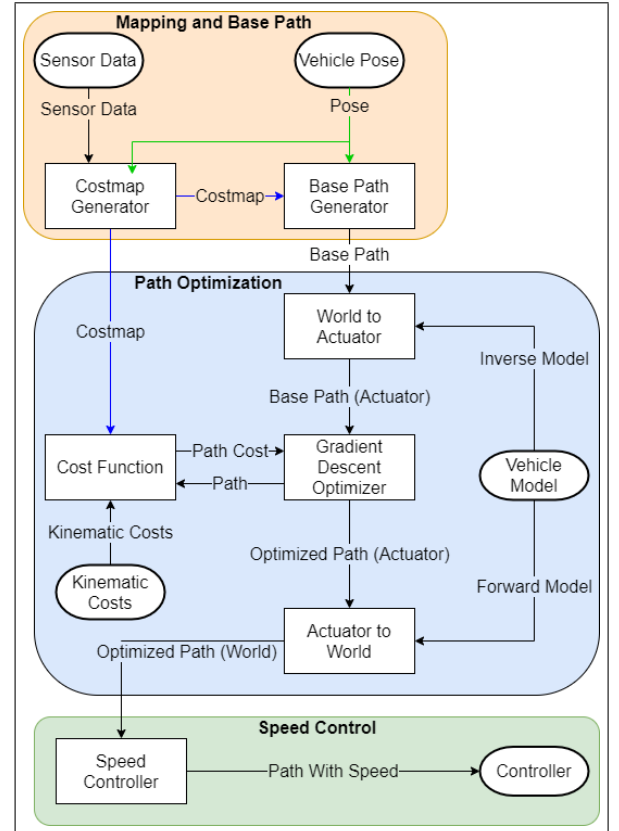 Mapping and Base Path
Sensor Data
Vehicle Pose
Sensor Data
Pose
Costmap
Generator
Costmap
Base Path
Generator
Base Path
Path Optimization
World to
Actuator
Costmap
Inverse Model
Base Path (Actuator)
Cost Function
Path Cost
Path
Gradient
Descent
Optimizer
Vehicle
Model
Kinematic Costs
Optimized Path (Actuator)
Kinematic
Costs
Forward Model
Actuator to
World
Optimized Path (World)
Speed Control
Speed
Controller
Path With Speed
Controller